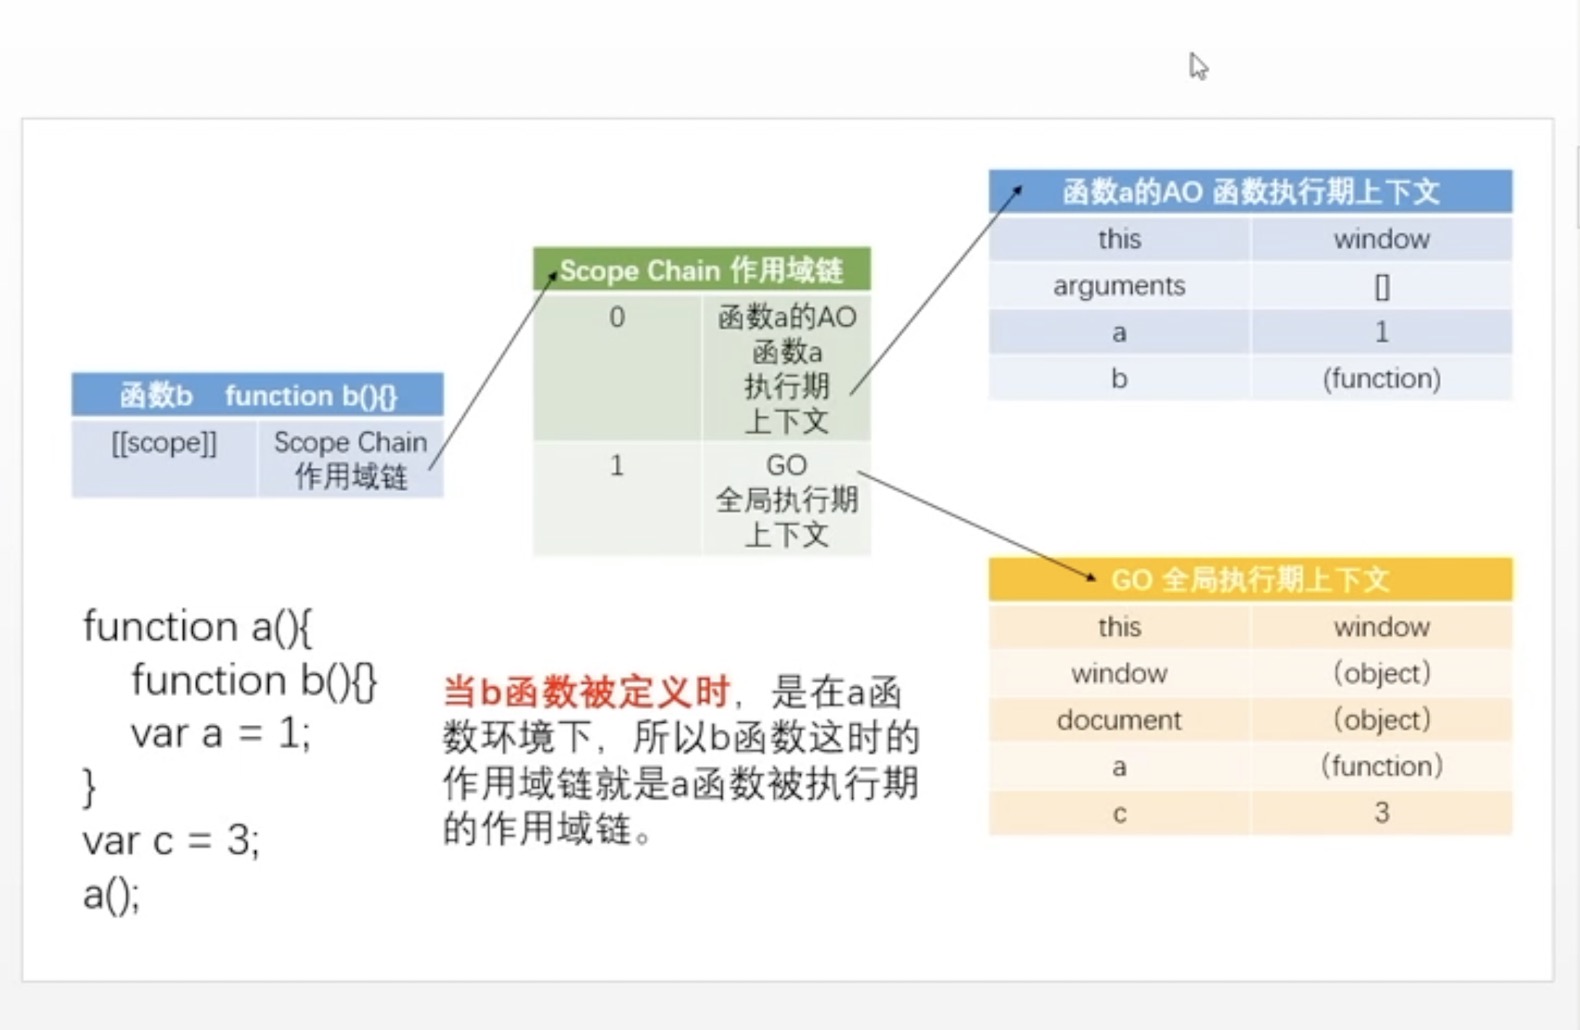 函数a的AO 函数执行期上下文
this window
arguments []
a 1
b (function)
Scope Chain 作用域链
0 函数a的AO
函数a
执行期
上下文
1 GO
全局执行期
上下文
函数b function b(){}
[[scope]] Scope Chain
作用域链
GO 全局执行期上下文
this window
window （object）
document （object）
a （function）
c 3
function a(){
function b(){}
var a = 1;
}
var c = 3;
a();
当b函数被定义时，是在a函
数环境下，所以b函数这时的
作用域链就是a函数被执行期
的作用域链。